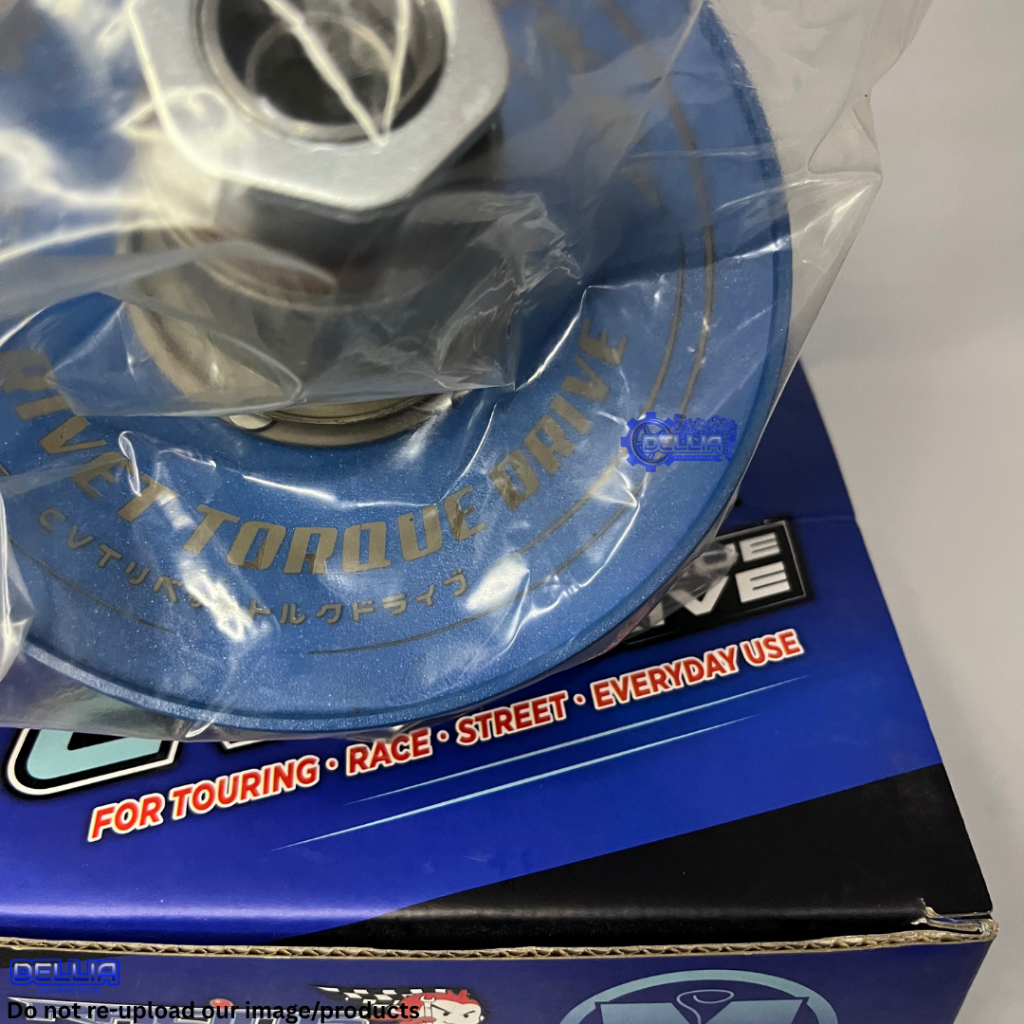 RIVET TORQUE DRIVE
CVTリベットトルクドライブ
DELLIA
FOR TOURING • RACE • STREET • EVERYDAY USE
DELLIA
Do not re-upload our image/products